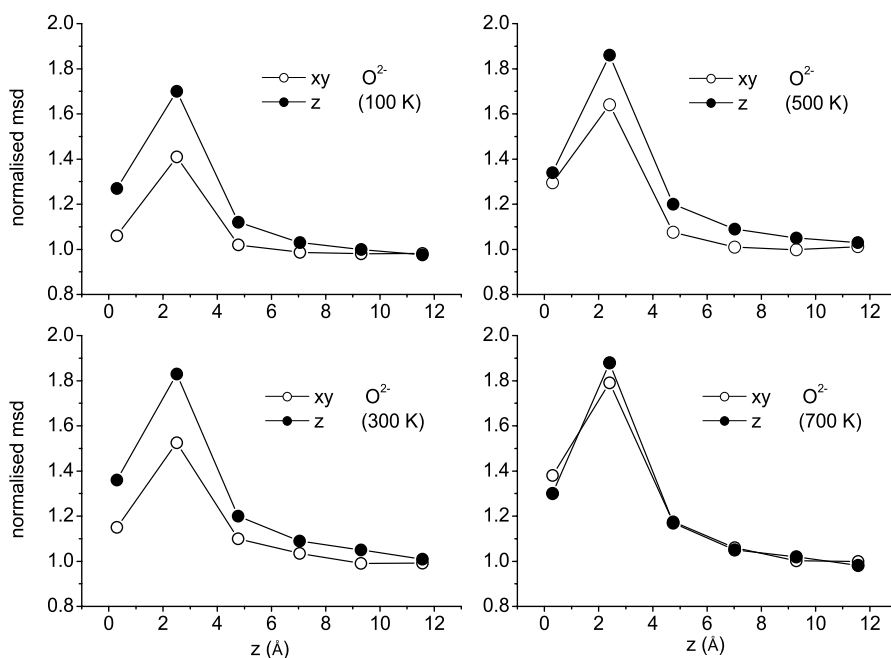 2.0
1.8
1.6
1.4
1.2
1.0
0.8
normalised msd
xy O²⁻
z (100 K)
0 2 4 6 8 10 12
2.0
1.8
1.6
1.4
1.2
1.0
0.8
xy O²⁻
z (500 K)
0 2 4 6 8 10 12
2.0
1.8
1.6
1.4
1.2
1.0
0.8
normalised msd
xy O²⁻
z (300 K)
0 2 4 6 8 10 12
z (Å)
2.0
1.8
1.6
1.4
1.2
1.0
0.8
xy O²⁻
z (700 K)
0 2 4 6 8 10 12
z (Å)